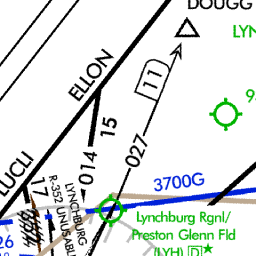 DOUGG
LYN
ELLON
11
9
15
014
027
3700G
LUCLI
17
LYNCHBURG
R-352 UNUSABL
Lynchburg Rgnl/
Preston Glenn Fld
(LYH) D★
26